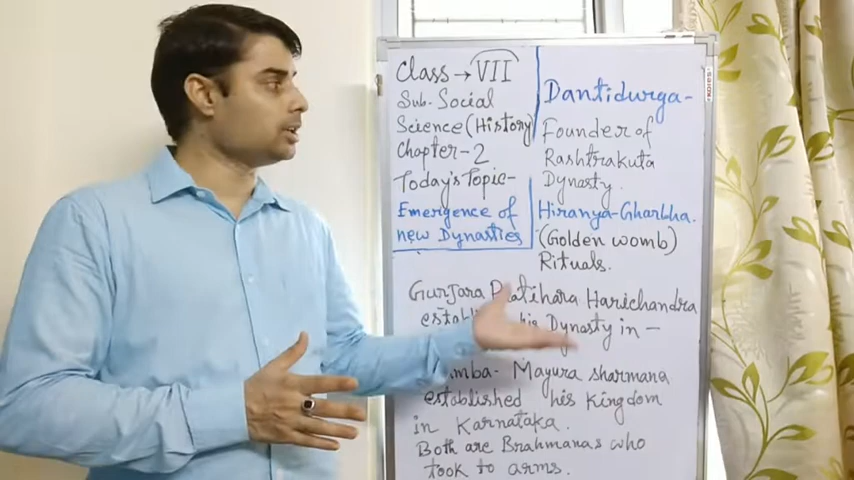 Class → VII
Sub- Social
Science (History)
Chapter - 2
Today's Topic -
Emergence of
new Dynasties.
Dantidurga-
Founder of
Rashtrakuta
Dynasty.
Hiranya-Gharbha.
(Golden womb)
Rituals.
Gunjara Pratihara Harichandra
his Dynasty in —
Mayura Sharmana
established his Kingdom
in Karnataka.
Both are Brahmanas who
took to arms.